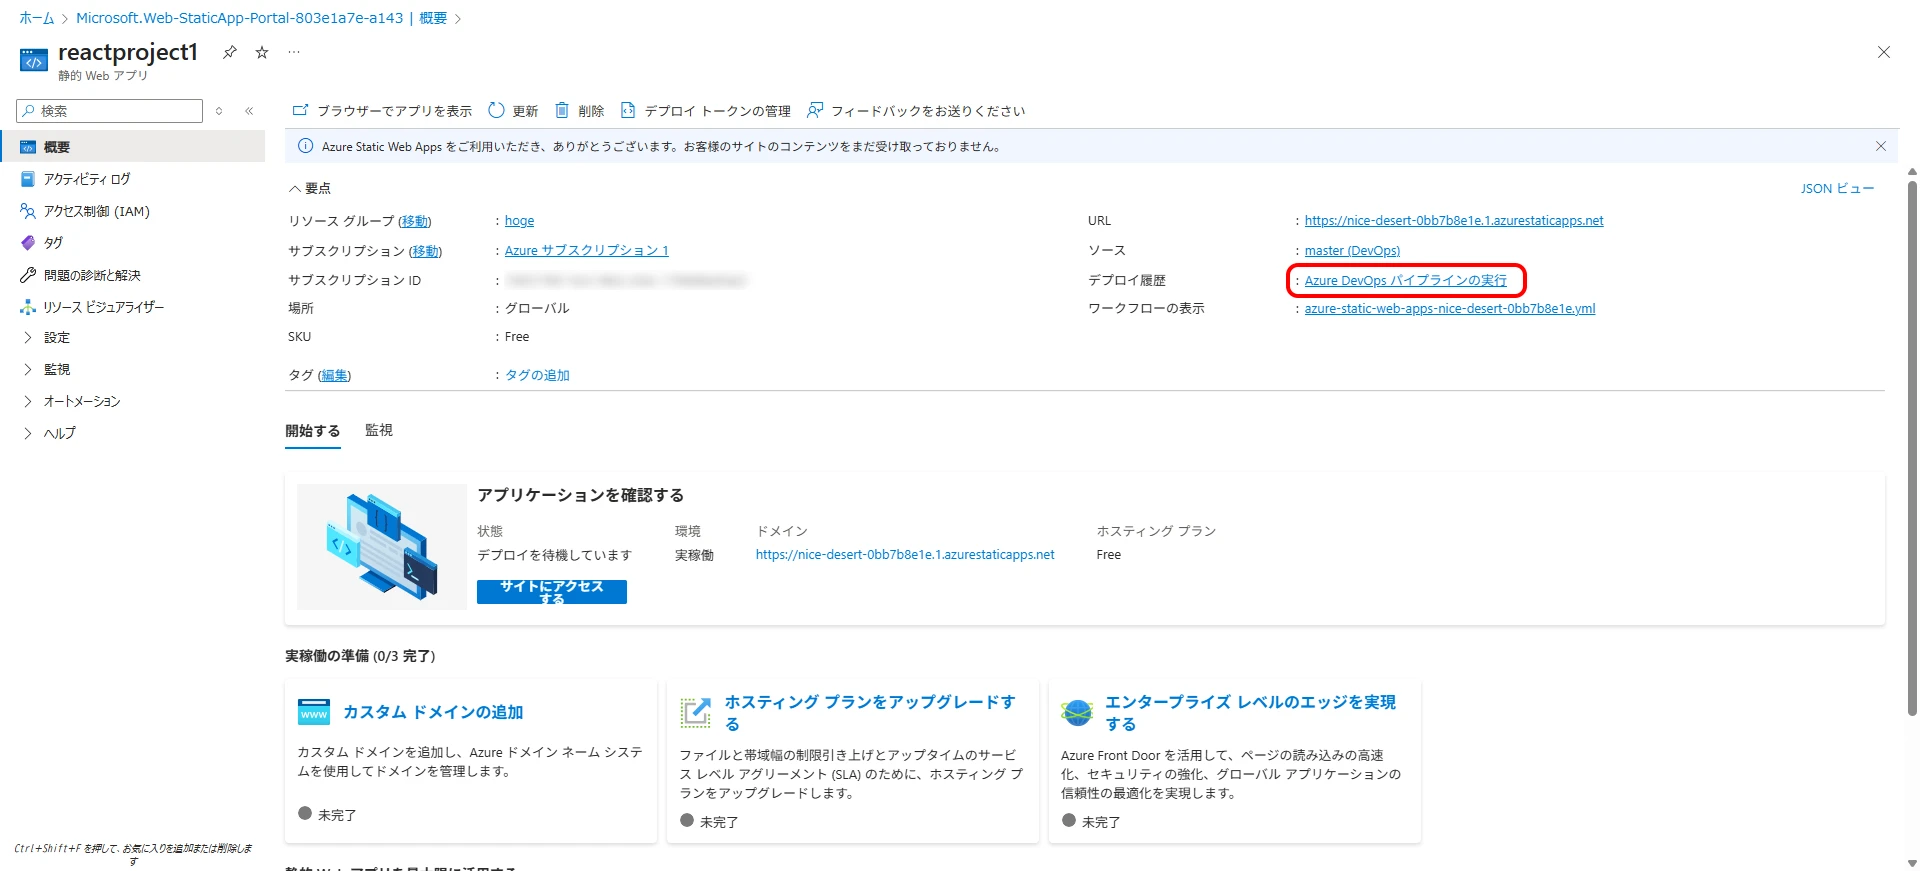 ホーム > Microsoft.Web-StaticApp-Portal-803e1a7e-a143 | 概要 >
reactproject1
静的 Web アプリ
検索
概要
アクティビティ ログ
アクセス制御 (IAM)
タグ
問題の診断と解決
リソース ビジュアライザー
設定
監視
オートメーション
ヘルプ
Ctrl+Shift+F を押して、お気に入りを追加または削除しま
す
ブラウザーでアプリを表示 更新 削除 デプロイ トークンの管理 フィードバックをお送りください
Azure Static Web Apps をご利用いただき、ありがとうございます。お客様のサイトのコンテンツをまだ受け取っておりません。
要点
JSON ビュー
リソース グループ (移動) : hoge
サブスクリプション (移動) : Azure サブスクリプション 1
サブスクリプション ID :
場所 : グローバル
SKU : Free
URL : https://nice-desert-0bb7b8e1e.1.azurestaticapps.net
ソース : master (DevOps)
デプロイ履歴 : Azure DevOps パイプラインの実行
ワークフローの表示 : azure-static-web-apps-nice-desert-0bb7b8e1e.yml
タグ (編集) : タグの追加
開始する 監視
アプリケーションを確認する
状態 環境 ドメイン ホスティング プラン
デプロイを待機しています 実稼働 https://nice-desert-0bb7b8e1e.1.azurestaticapps.net Free
サイトにアクセス
する
実稼働の準備 (0/3 完了)
www
カスタム ドメインの追加
カスタム ドメインを追加し、Azure ドメイン ネーム システ
ムを使用してドメインを管理します。
未完了
ホスティング プランをアップグレードす
る
ファイルと帯域幅の制限引き上げとアップタイムのサービ
ス レベル アグリーメント (SLA) のために、ホスティング プ
ランをアップグレードします。
未完了
エンタープライズ レベルのエッジを実現
する
Azure Front Door を活用して、ページの読み込みの高速
化、セキュリティの強化、グローバル アプリケーションの
信頼性の最適化を実現します。
未完了
静的 Web アプリを最大限に活用する